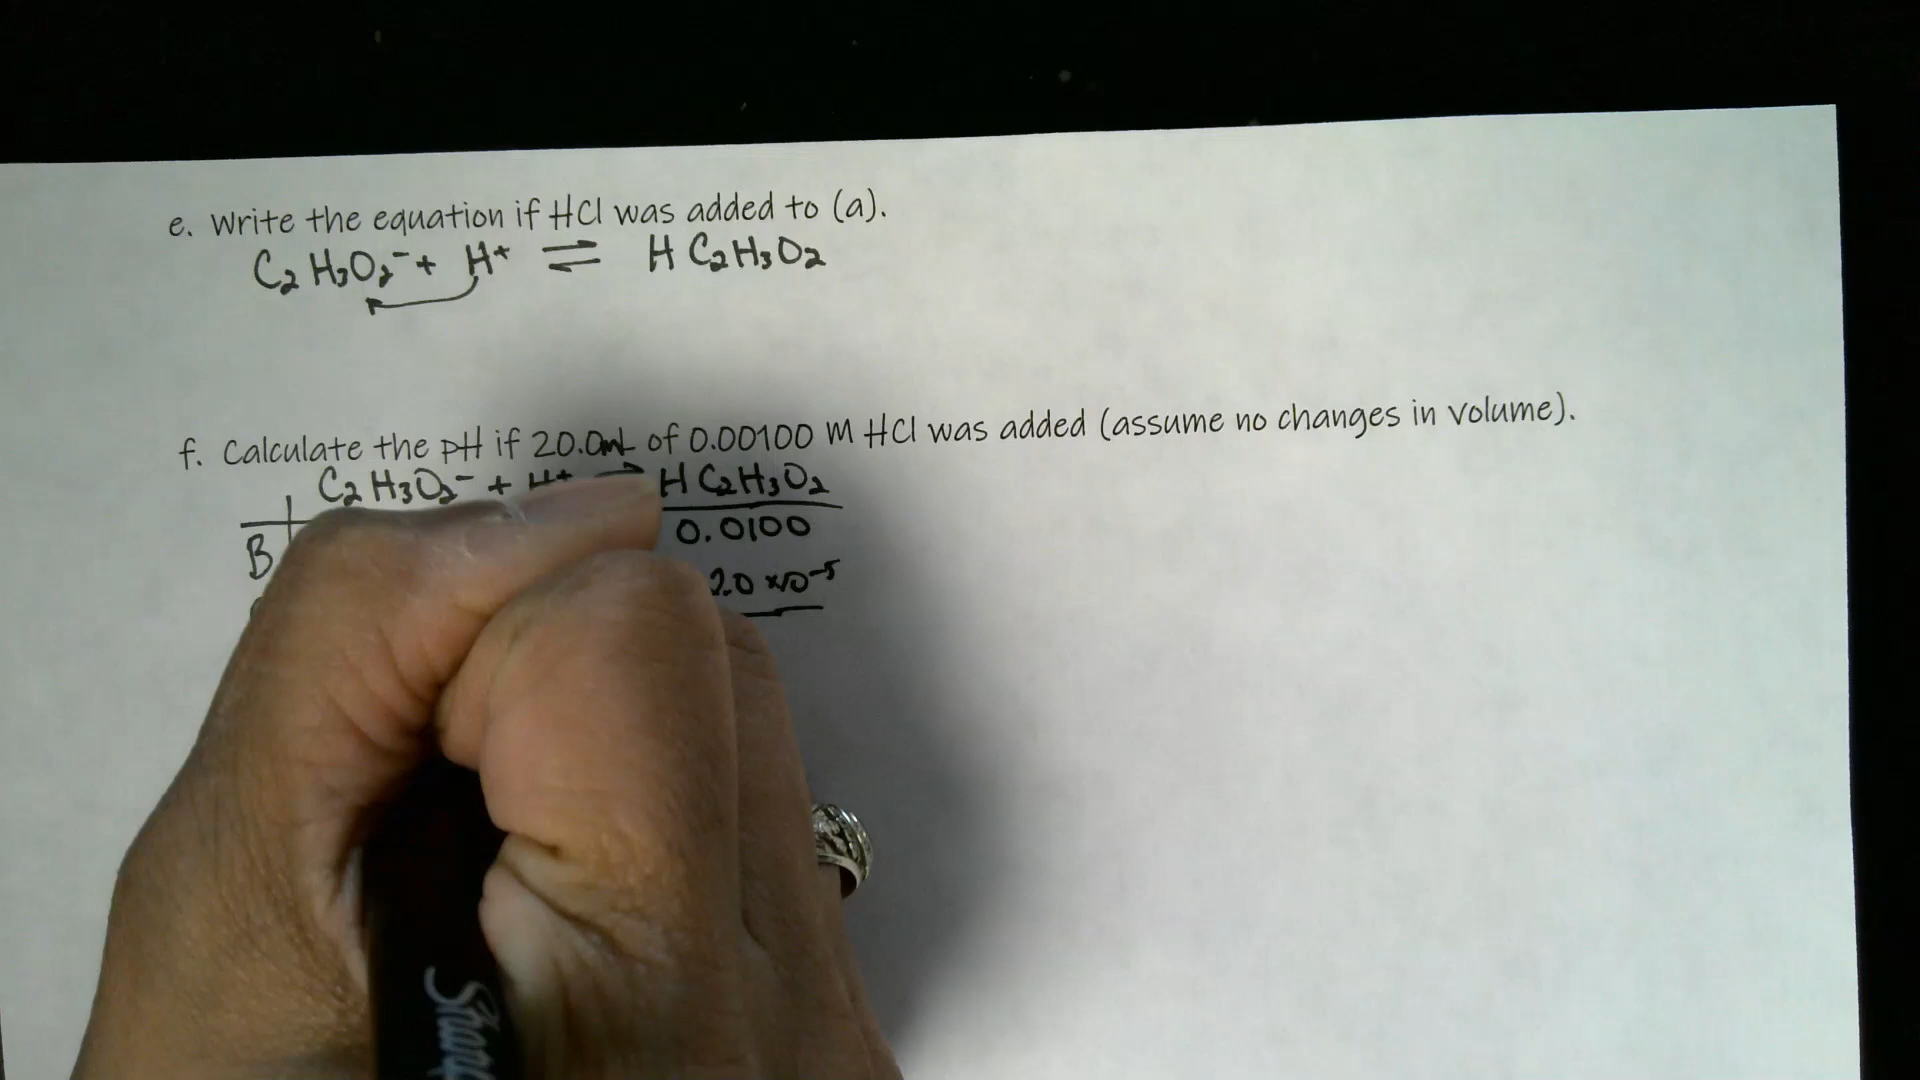 e. Write the equation if HCl was added to (a).
C₂H₃O₂⁻ + H⁺ ⇌ HC₂H₃O₂
f. Calculate the pH if 20.0mL of 0.00100 M HCl was added (assume no changes in volume).
C₂H₃O₂⁻ + H⁺ HC₂H₃O₂
B 0.0100
2.0 x10⁻⁵